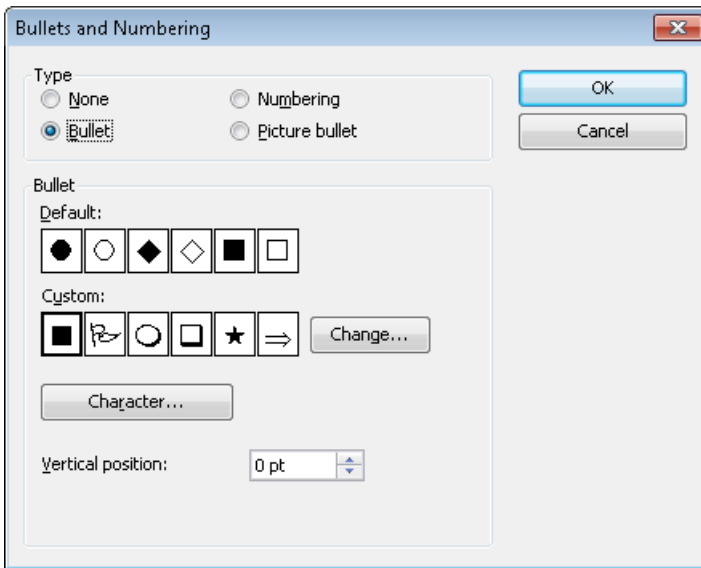 Bullets and Numbering
Type
None
Numbering
Bullet
Picture bullet
OK
Cancel
Bullet
Default:
Custom:
Change...
Character...
Vertical position:
0 pt